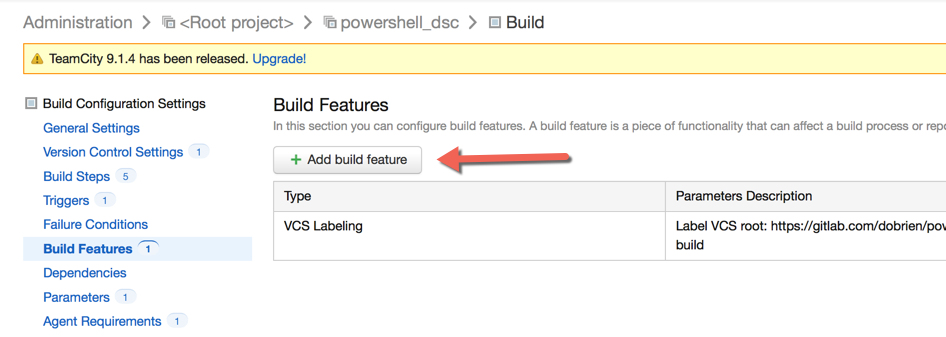 Administration > <Root project> > powershell_dsc > Build
TeamCity 9.1.4 has been released. Upgrade!
Build Configuration Settings
General Settings
Version Control Settings 1
Build Steps 5
Triggers 1
Failure Conditions
Build Features 1
Dependencies
Parameters 1
Agent Requirements 1
Build Features
In this section you can configure build features. A build feature is a piece of functionality that can affect a build process or repo
+ Add build feature
Type Parameters Description
VCS Labeling Label VCS root: https://gitlab.com/dobrien/pow
build